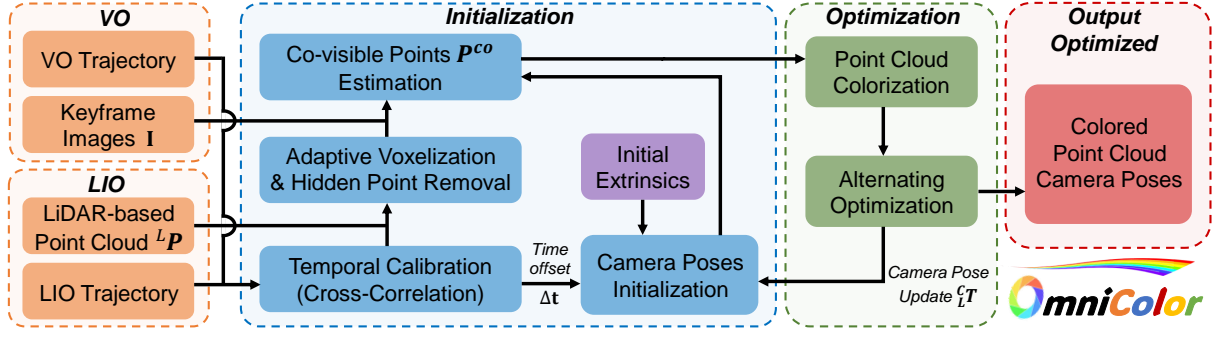 VO
VO Trajectory
Keyframe
Images I
LIO
LiDAR-based
Point Cloud ᴸP
LIO Trajectory
Initialization
Co-visible Points P^co
Estimation
Adaptive Voxelization
& Hidden Point Removal
Temporal Calibration
(Cross-Correlation)
Time
offset
Δt
Initial
Extrinsics
Camera Poses
Initialization
Optimization
Point Cloud
Colorization
Alternating
Optimization
Camera Pose
Update ᶜ_L T
Output
Optimized
Colored
Point Cloud
Camera Poses
OmniColor